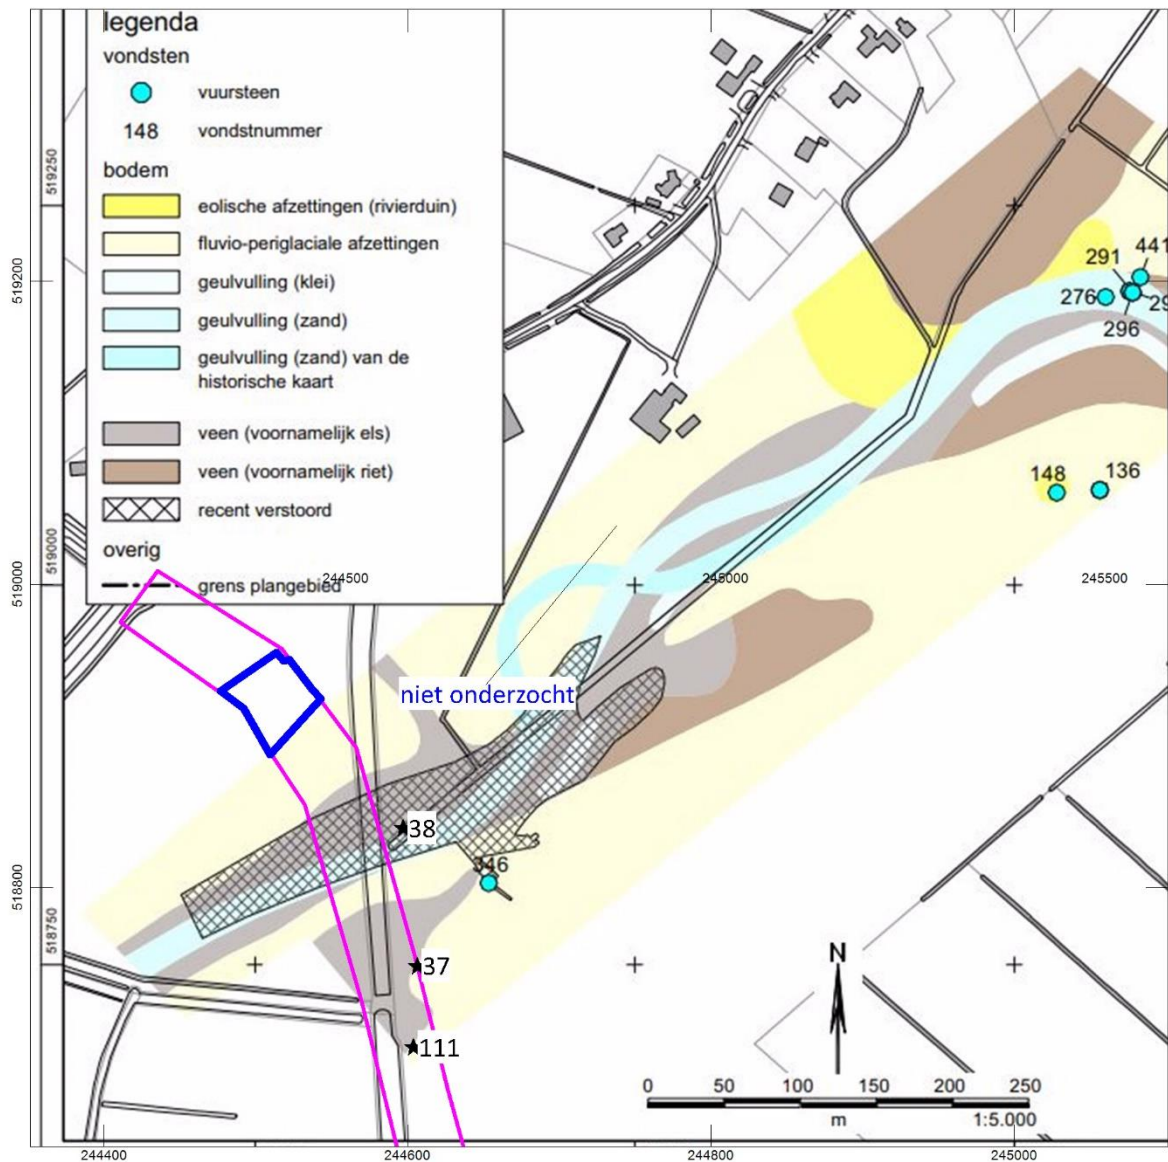 legenda
vondsten
vuursteen
148 vondstnummer
bodem
eolische afzettingen (rivierduin)
fluvio-periglaciale afzettingen
geulvulling (klei)
geulvulling (zand)
geulvulling (zand) van de
historische kaart
veen (voornamelijk els)
veen (voornamelijk riet)
recent verstoord
overig
grens plangebied
519250
519200
519000
519000
518800
518750
244500
245000
245500
291
441
276
29
296
148
136
niet onderzocht
38
346
37
111
N
0 50 100 150 200 250
m 1:5.000
244400 244600 244800 245000